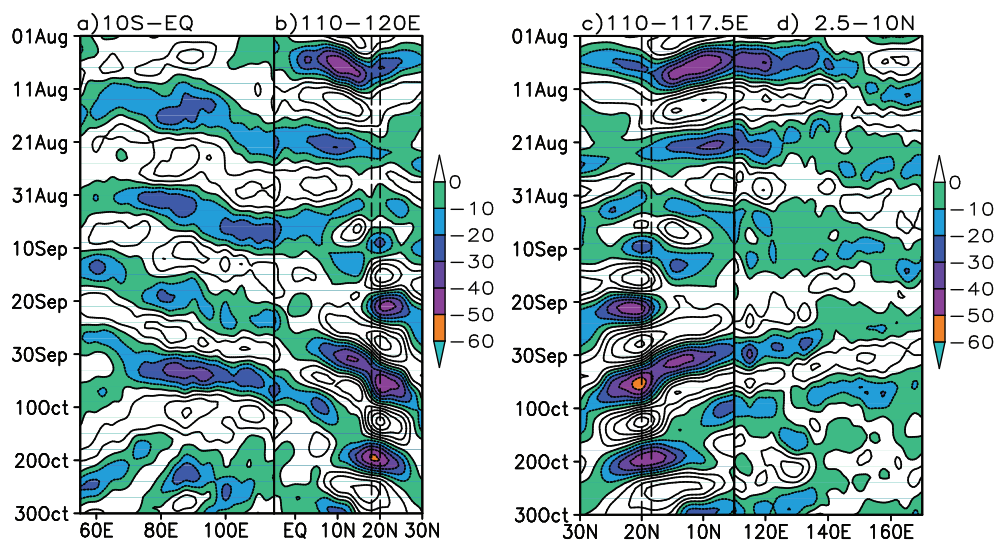 a)10S−EQ b)110−120E c)110−117.5E d) 2.5−10N
01Aug
11Aug
21Aug
31Aug
10Sep
20Sep
30Sep
10Oct
20Oct
30Oct
60E 80E 100E EQ 10N 20N 30N
0
−10
−20
−30
−40
−50
−60
01Aug
11Aug
21Aug
31Aug
10Sep
20Sep
30Sep
10Oct
20Oct
30Oct
30N 20N 10N 120E 140E 160E
0
−10
−20
−30
−40
−50
−60